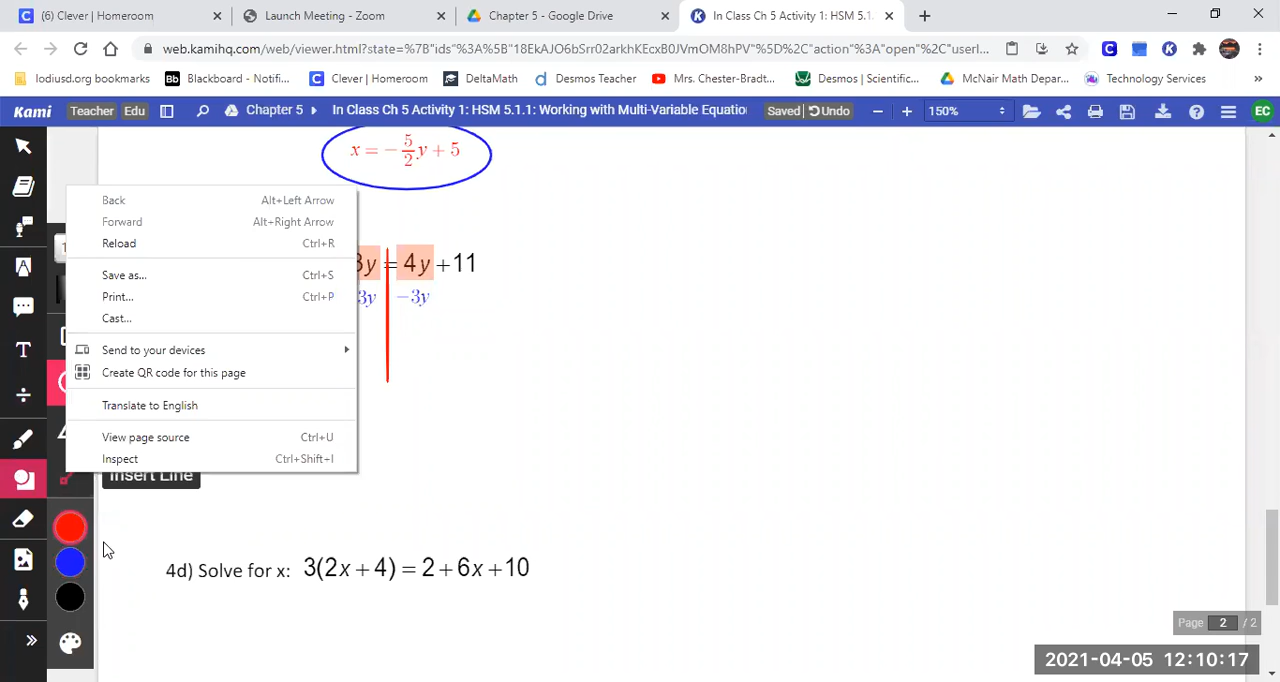 (6) Clever | Homeroom
Launch Meeting - Zoom
Chapter 5 - Google Drive
In Class Ch 5 Activity 1: HSM 5.1.
web.kamihq.com/web/viewer.html?state=%7B"ids"%3A%5B"18EkAJO6bSrr02arkhKEcxB0JVmOM8hPV"%5D%2C"action"%3A"open"%2C"userI...
lodiusd.org bookmarks
Bb Blackboard - Notifi...
Clever | Homeroom
DeltaMath
Desmos Teacher
Mrs. Chester-Bradt...
Desmos | Scientific...
McNair Math Depar...
Technology Services
Kami Teacher Edu
Chapter 5
In Class Ch 5 Activity 1: HSM 5.1.1: Working with Multi-Variable Equatio
Saved Undo
150%
EC
x = -5/2 y + 5
Back Alt+Left Arrow
Forward Alt+Right Arrow
Reload Ctrl+R
Save as... Ctrl+S
Print... Ctrl+P
Cast...
Send to your devices
Create QR code for this page
Translate to English
View page source Ctrl+U
Inspect Ctrl+Shift+I
3y = 4y +11
3y -3y
Insert Line
4d) Solve for x: 3(2x + 4) = 2 + 6x + 10
Page 2 / 2
2021-04-05 12:10:17